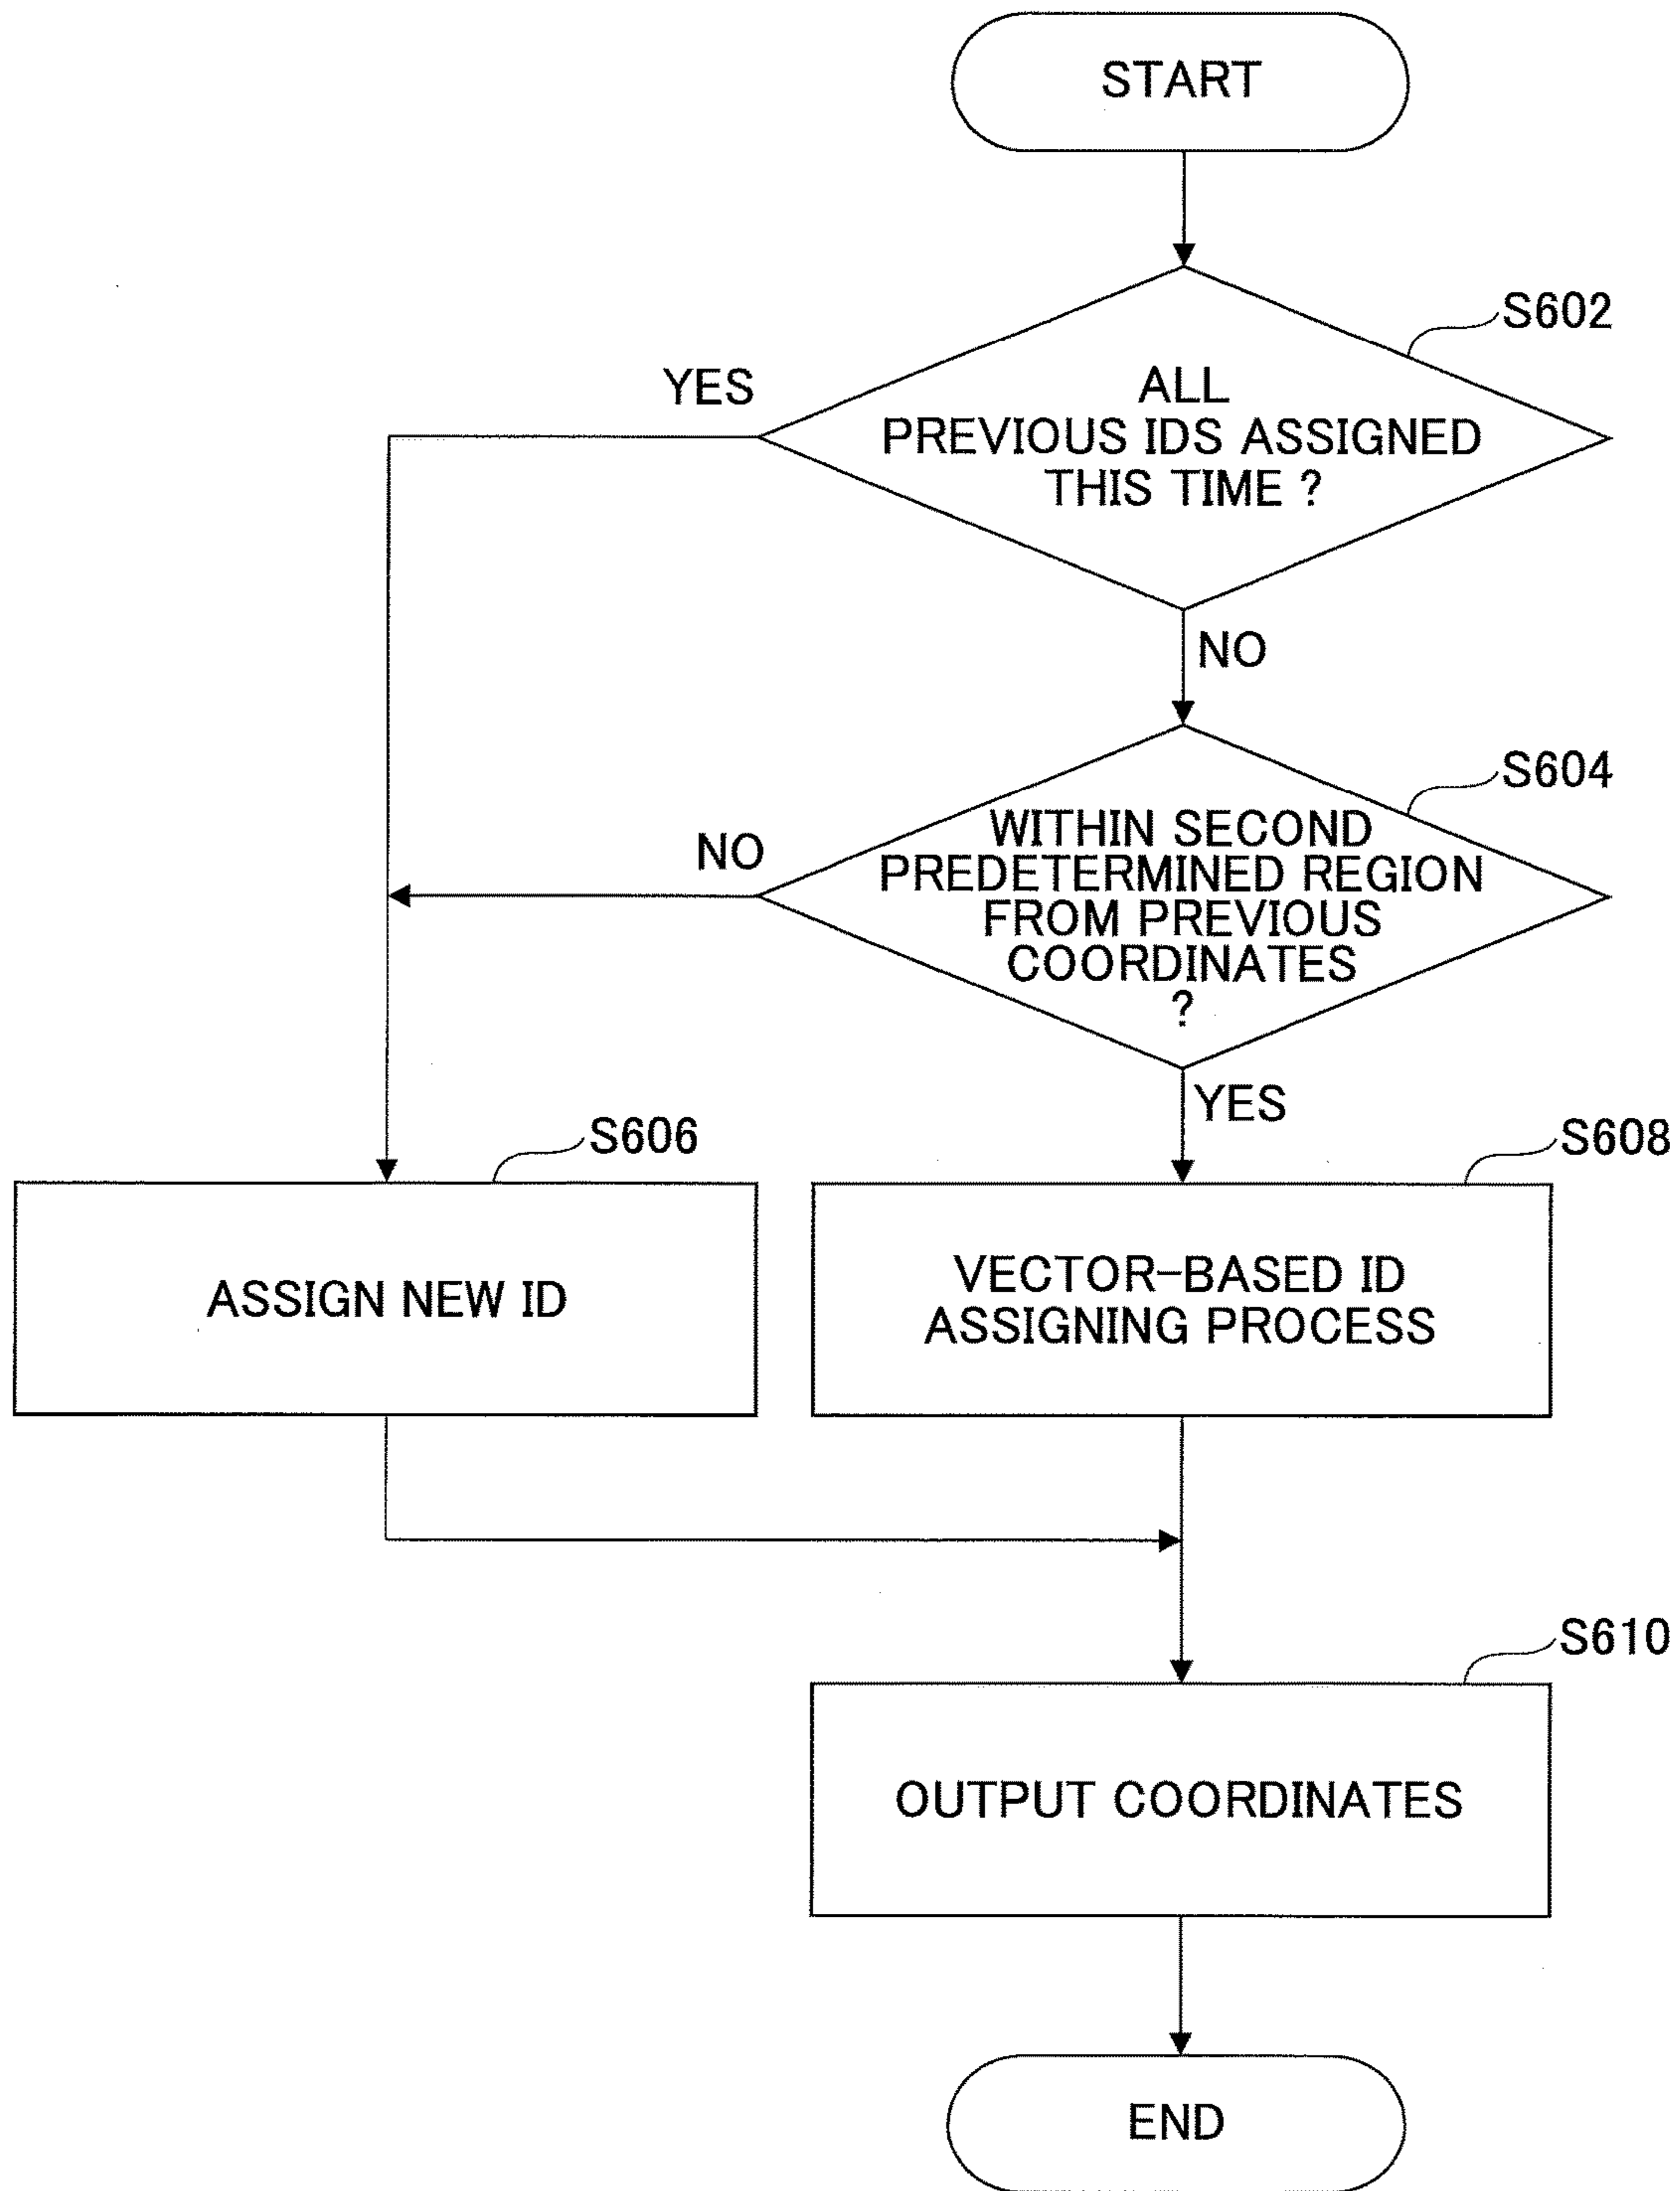 START
S602
YES
ALL
PREVIOUS IDS ASSIGNED
THIS TIME ?
NO
S604
NO
WITHIN SECOND
PREDETERMINED REGION
FROM PREVIOUS
COORDINATES
?
YES
S606
S608
ASSIGN NEW ID
VECTOR-BASED ID
ASSIGNING PROCESS
S610
OUTPUT COORDINATES
END